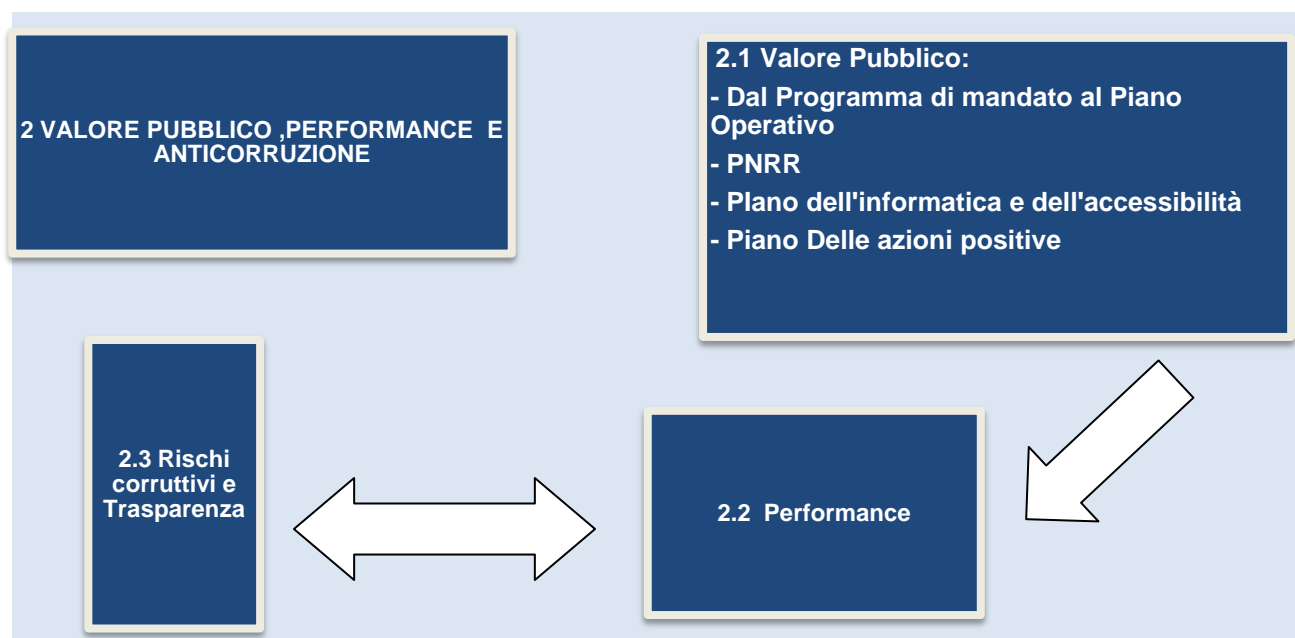 2 VALORE PUBBLICO ,PERFORMANCE E
ANTICORRUZIONE
2.1 Valore Pubblico:
- Dal Programma di mandato al Piano
Operativo
- PNRR
- PIano dell'informatica e dell'accessibilità
- Piano Delle azioni positive
2.3 Rischi
corruttivi e
Trasparenza
2.2 Performance